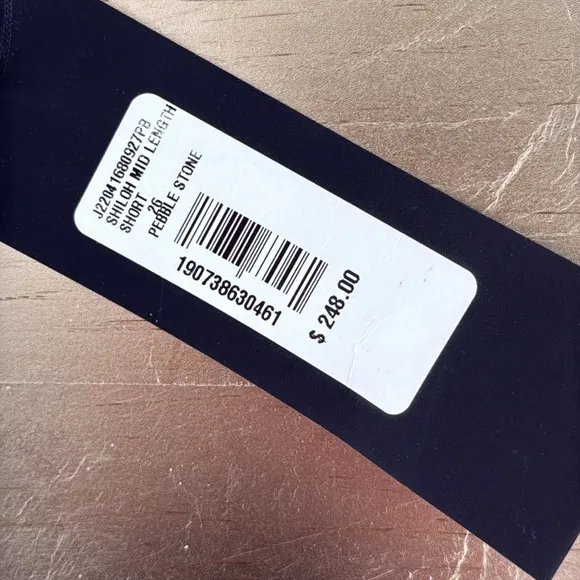 J22041680927PB
SHILOH MID LENGTH
SHORT
26
PEBBLE STONE
190738630461
$ 248.00